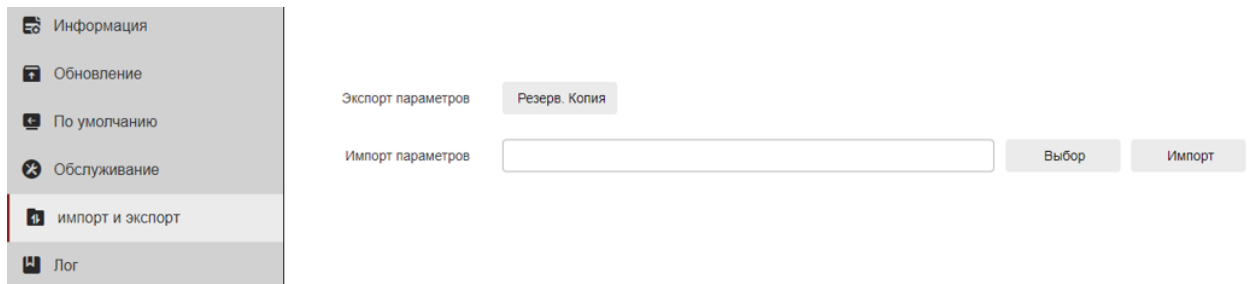 Информация
Обновление
По умолчанию
Обслуживание
импорт и экспорт
Лог
Экспорт параметров Резерв. Копия
Импорт параметров Выбор Импорт